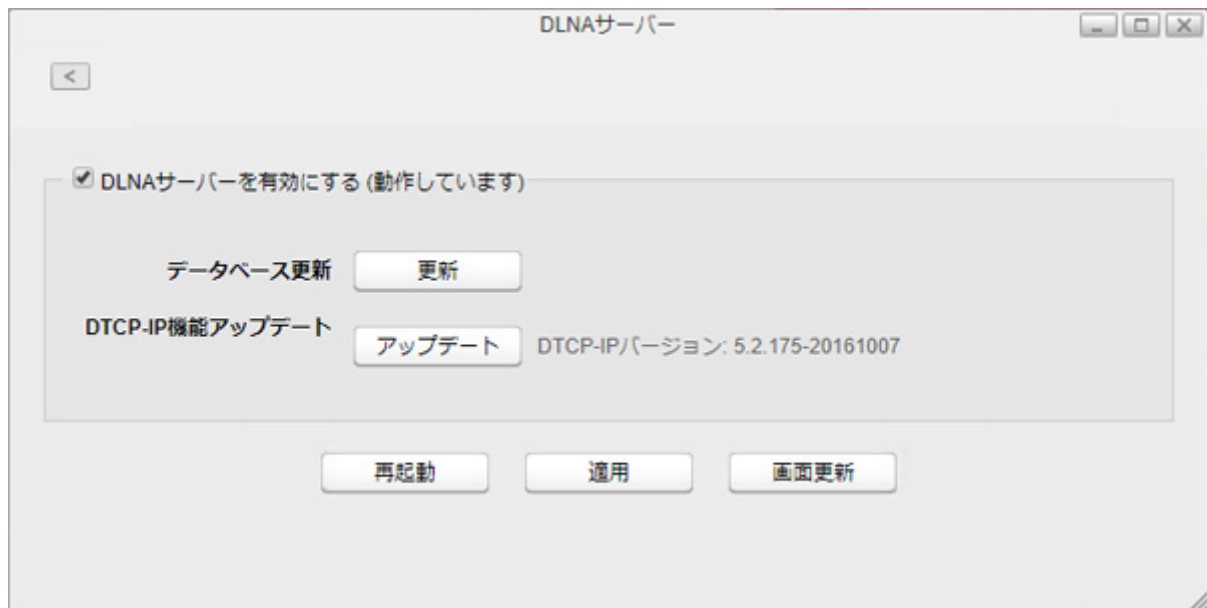 DLNAサーバー
<
DLNAサーバーを有効にする (動作しています)
データベース更新 更新
DTCP-IP機能アップデート
アップデート DTCP-IPバージョン: 5.2.175-20161007
再起動 適用 画面更新